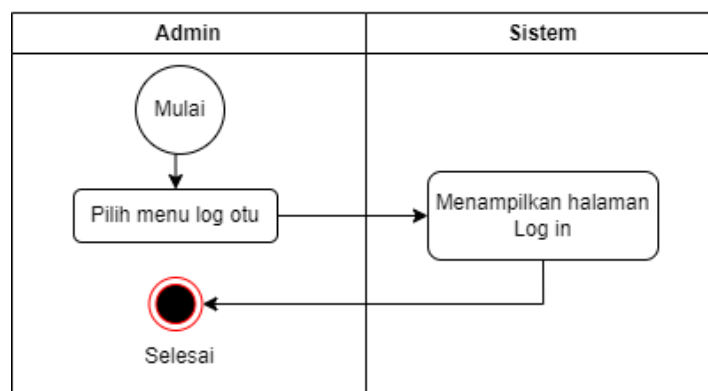 Admin
Sistem
Mulai
Pilih menu log otu
Menampilkan halaman
Log in
Selesai